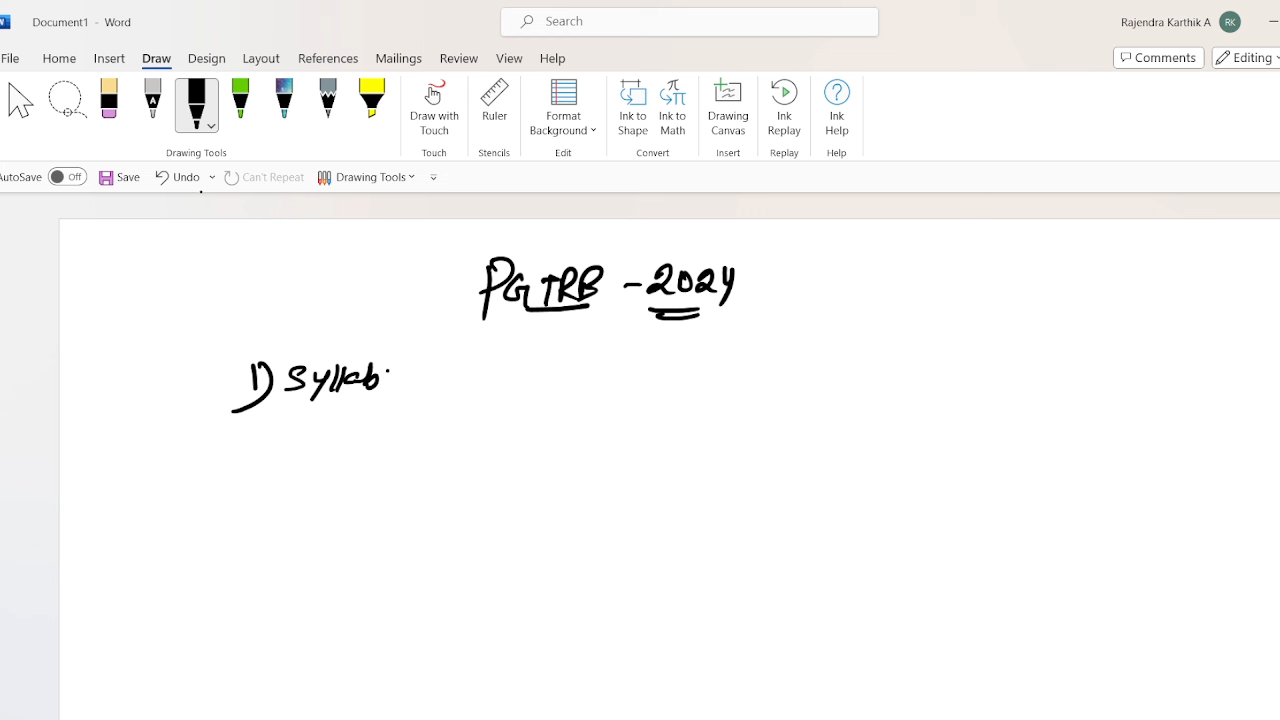 Document1 - Word
Search
Rajendra Karthik A
RK
File Home Insert Draw Design Layout References Mailings Review View Help
Comments
Editing
Draw with Touch
Ruler
Format Background
Ink to Shape
Ink to Math
Drawing Canvas
Ink Replay
Ink Help
Drawing Tools
Touch
Stencils
Edit
Convert
Insert
Replay
Help
AutoSave Off Save Undo Can't Repeat Drawing Tools
PGTRB - 2024
1) Syllab